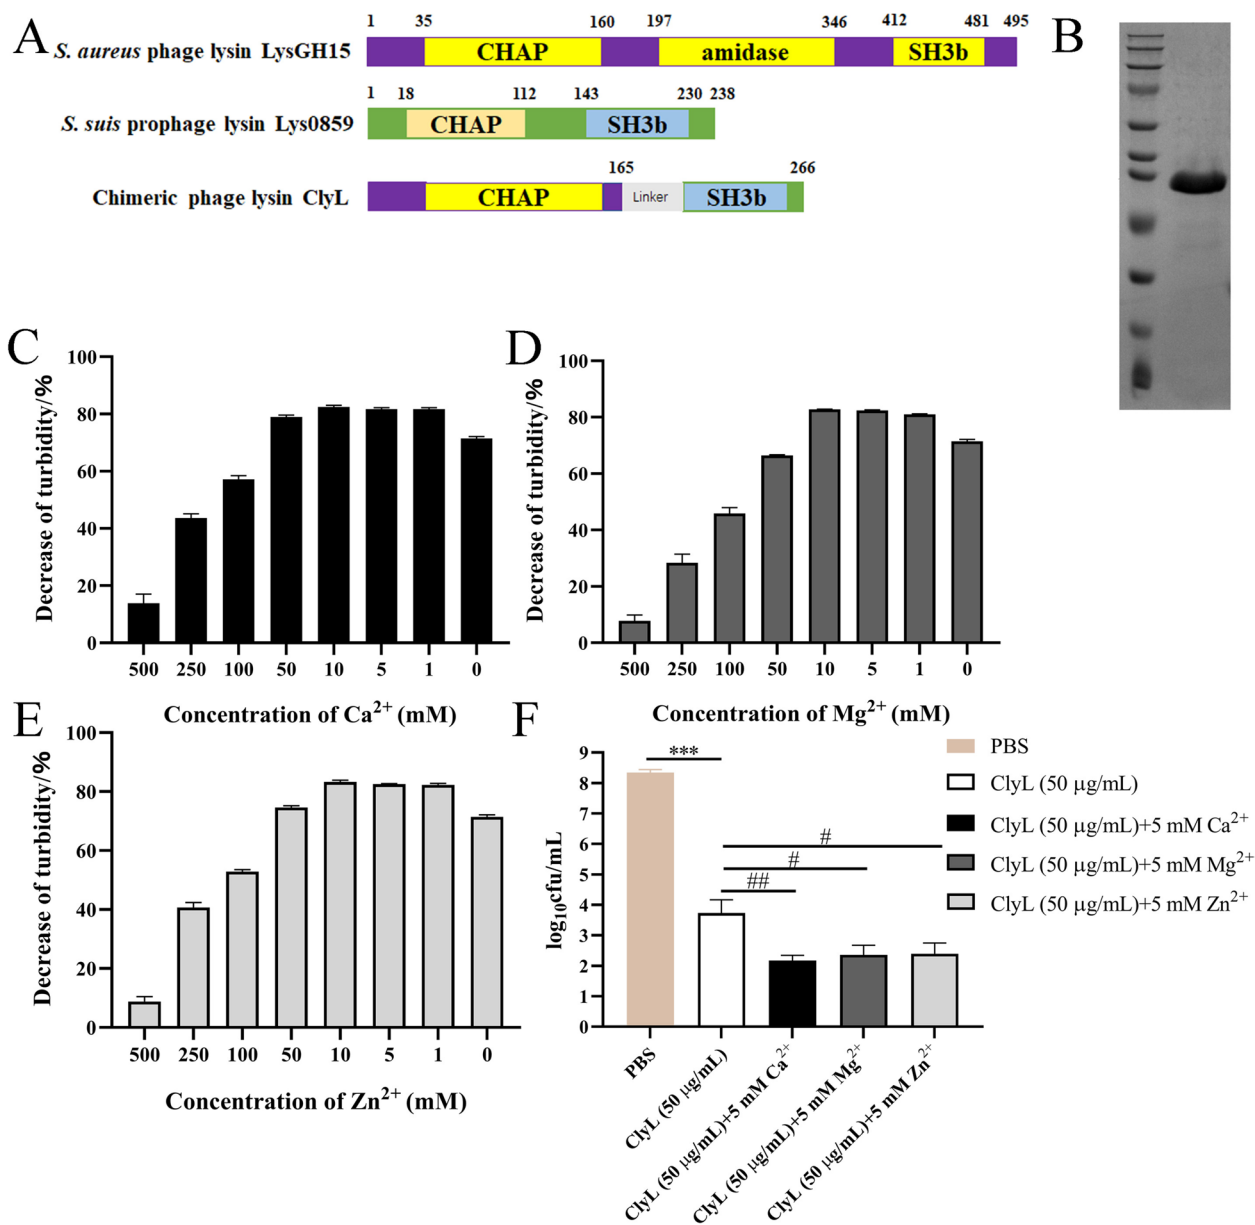 A
B
1 35 160 197 346 412 481 495
S. aureus phage lysin LysGH15 CHAP amidase SH3b
1 18 112 143 230 238
S. suis prophage lysin Lys0859 CHAP SH3b
165 266
Chimeric phage lysin ClyL CHAP Linker SH3b
C
Decrease of turbidity/%
100
80
60
40
20
0
500 250 100 50 10 5 1 0
Concentration of Ca2+ (mM)
D
Decrease of turbidity/%
100
80
60
40
20
0
500 250 100 50 10 5 1 0
Concentration of Mg2+ (mM)
E
Decrease of turbidity/%
100
80
60
40
20
0
500 250 100 50 10 5 1 0
Concentration of Zn2+ (mM)
F
log10cfu/mL
9
8
7
6
5
4
3
2
1
0
***
#
#
##
PBS
ClyL (50 μg/mL)
ClyL (50 μg/mL)+5 mM Ca2+
ClyL (50 μg/mL)+5 mM Mg2+
ClyL (50 μg/mL)+5 mM Zn2+
PBS
ClyL (50 μg/mL)
ClyL (50 μg/mL)+5 mM Ca2+
ClyL (50 μg/mL)+5 mM Mg2+
ClyL (50 μg/mL)+5 mM Zn2+